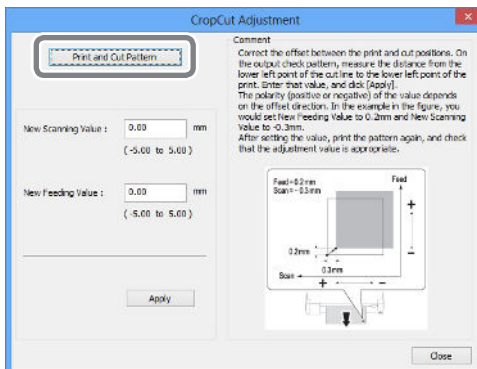 CropCut Adjustment
Print and Cut Pattern
New Scanning Value :
0.00
mm
( -5.00 to 5.00 )
New Feeding Value :
0.00
mm
( -5.00 to 5.00 )
Apply
Comment
Correct the offset between the print and cut positions. On
the output check pattern, measure the distance from the
lower left point of the cut line to the lower left point of the
print. Enter that value, and click [Apply].
The polarity (positive or negative) of the value depends
on the offset direction. In the example in the figure, you
would set New Feeding Value to 0.2mm and New Scanning
Value to -0.3mm.
After setting the value, print the pattern again, and check
that the adjustment value is appropriate.
Feed=0.2 mm
Scan=-0.3 mm
Feed
+
-
0.2mm
0.3mm
Scan
+
-
Close